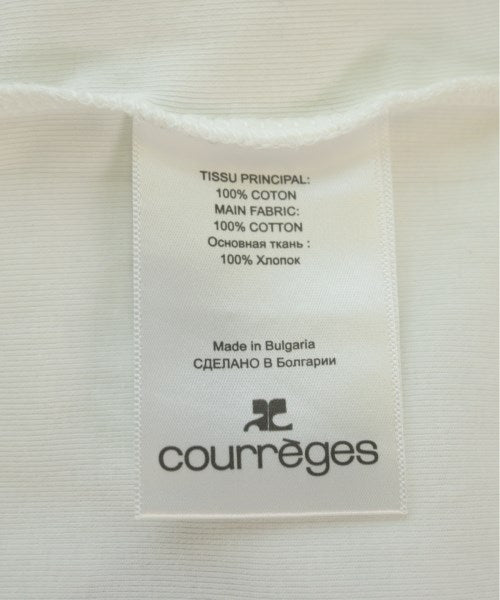 TISSU PRINCIPAL:
100% COTON
MAIN FABRIC:
100% COTTON
Основная ткань :
100% Хлопок
Made in Bulgaria
СДЕЛАНО В Болгарии
courrèges